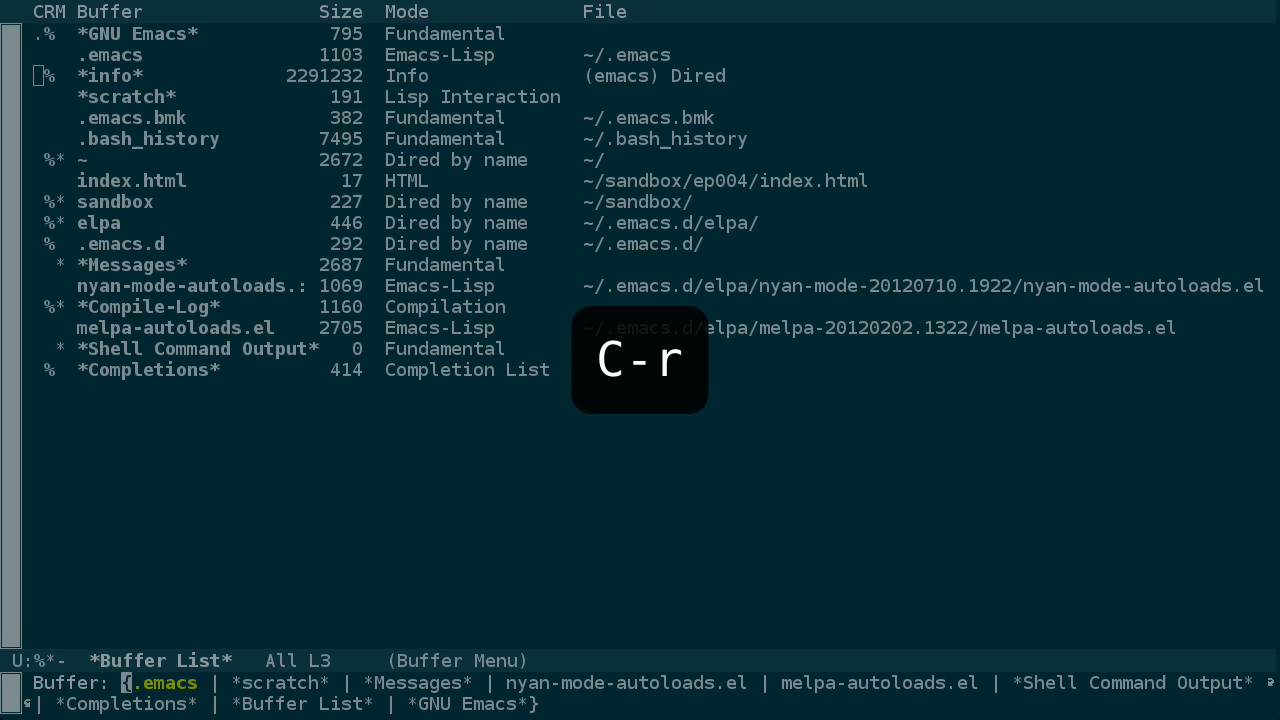 CRM Buffer Size Mode File
.% *GNU Emacs* 795 Fundamental
.emacs 1103 Emacs-Lisp ~/.emacs
% *info* 2291232 Info (emacs) Dired
*scratch* 191 Lisp Interaction
.emacs.bmk 382 Fundamental ~/.emacs.bmk
.bash_history 7495 Fundamental ~/.bash_history
%* ~ 2672 Dired by name ~/
index.html 17 HTML ~/sandbox/ep004/index.html
%* sandbox 227 Dired by name ~/sandbox/
%* elpa 446 Dired by name ~/.emacs.d/elpa/
% .emacs.d 292 Dired by name ~/.emacs.d/
* *Messages* 2687 Fundamental
nyan-mode-autoloads.: 1069 Emacs-Lisp ~/.emacs.d/elpa/nyan-mode-20120710.1922/nyan-mode-autoloads.el
%* *Compile-Log* 1160 Compilation
melpa-autoloads.el 2705 Emacs-Lisp ~/.emacs.d/elpa/melpa-20120202.1322/melpa-autoloads.el
* *Shell Command Output* 0 Fundamental
% *Completions* 414 Completion List
C-r
U:%*- *Buffer List* All L3 (Buffer Menu)
Buffer: {.emacs | *scratch* | *Messages* | nyan-mode-autoloads.el | melpa-autoloads.el | *Shell Command Output*
| *Completions* | *Buffer List* | *GNU Emacs*}